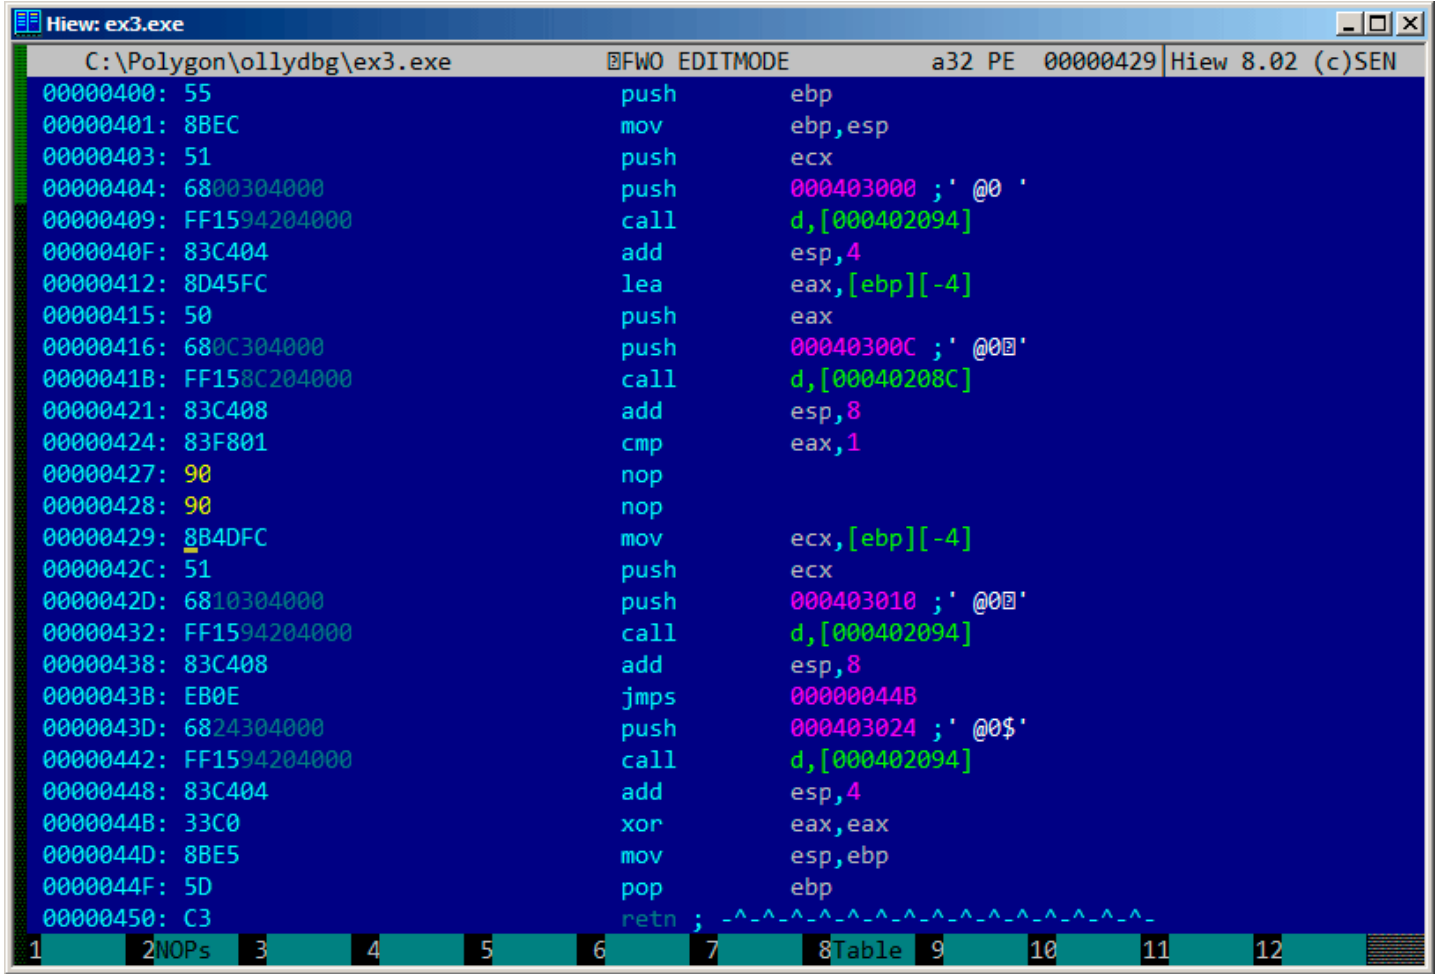 Hiew: ex3.exe
C:\Polygon\ollydbg\ex3.exe FWO EDITMODE a32 PE 00000429 Hiew 8.02 (c)SEN
00000400: 55 push ebp
00000401: 8BEC mov ebp,esp
00000403: 51 push ecx
00000404: 6800304000 push 000403000 ;' @0 '
00000409: FF1594204000 call d,[000402094]
0000040F: 83C404 add esp,4
00000412: 8D45FC lea eax,[ebp][-4]
00000415: 50 push eax
00000416: 680C304000 push 00040300C ;' @0'
0000041B: FF158C204000 call d,[00040208C]
00000421: 83C408 add esp,8
00000424: 83F801 cmp eax,1
00000427: 90 nop
00000428: 90 nop
00000429: 8B4DFC mov ecx,[ebp][-4]
0000042C: 51 push ecx
0000042D: 6810304000 push 000403010 ;' @0'
00000432: FF1594204000 call d,[000402094]
00000438: 83C408 add esp,8
0000043B: EB0E jmps 00000044B
0000043D: 6824304000 push 000403024 ;' @0$'
00000442: FF1594204000 call d,[000402094]
00000448: 83C404 add esp,4
0000044B: 33C0 xor eax,eax
0000044D: 8BE5 mov esp,ebp
0000044F: 5D pop ebp
00000450: C3 retn ; -^-^-^-^-^-^-^-^-^-^-^-^-^-^-^-
1 2NOPs 3 4 5 6 7 8Table 9 10 11 12